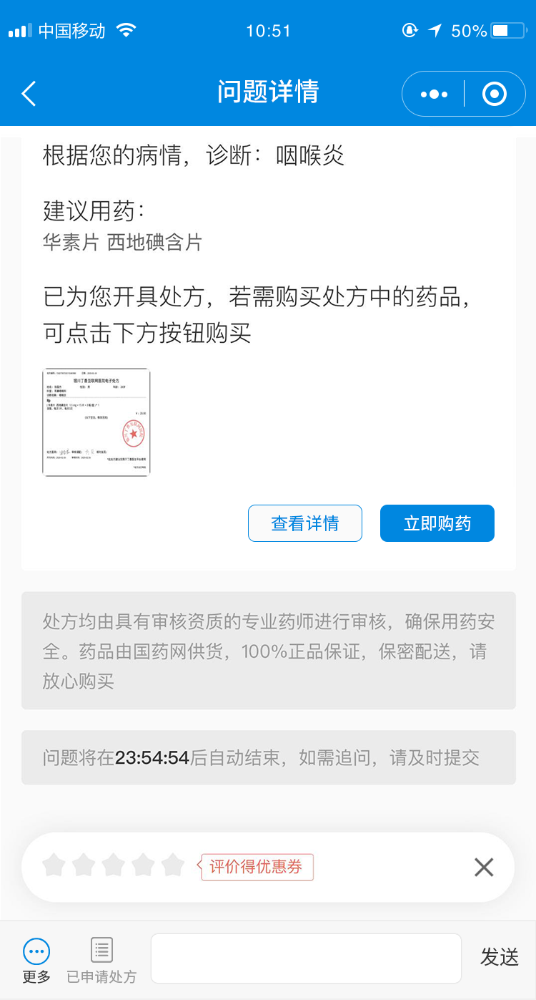 中国移动
10:51
50%
问题详情
根据您的病情，诊断：咽喉炎
建议用药：
华素片 西地碘含片
已为您开具处方，若需购买处方中的药品，
可点击下方按钮购买
银川丁香互联网医院电子处方
查看详情
立即购药
处方均由具有审核资质的专业药师进行审核，确保用药安
全。药品由国药网供货，100%正品保证，保密配送，请
放心购买
问题将在23:54:54后自动结束，如需追问，请及时提交
评价得优惠券
更多
已申请处方
发送